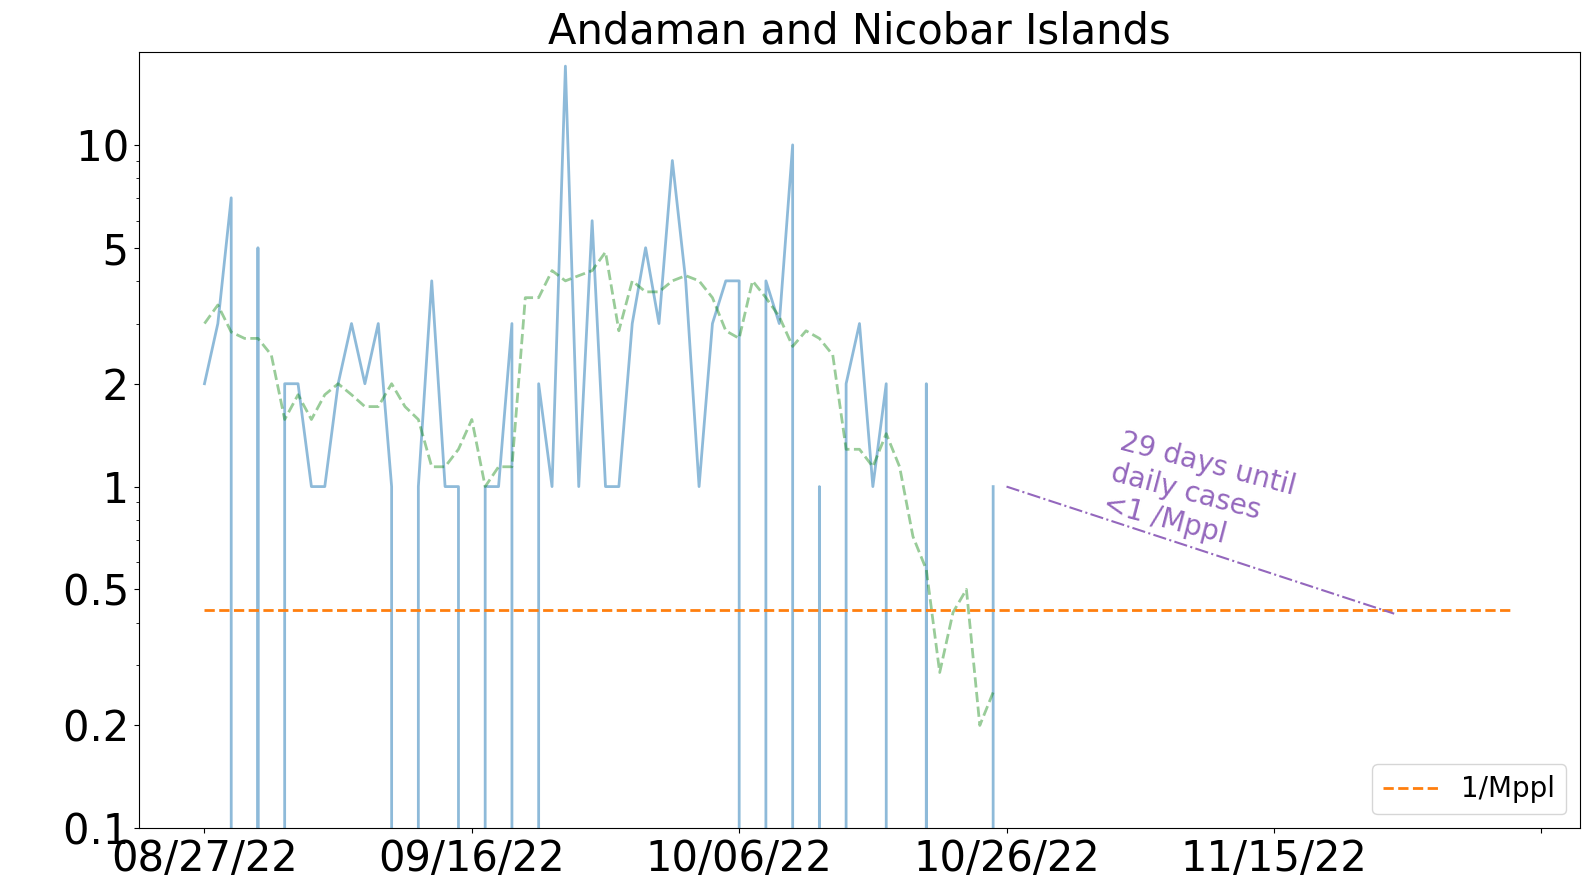 Andaman and Nicobar Islands
10
5
2
1
0.5
0.2
0.1
29 days until
daily cases
<1 /Mppl
1/Mppl
08/27/22 09/16/22 10/06/22 10/26/22 11/15/22